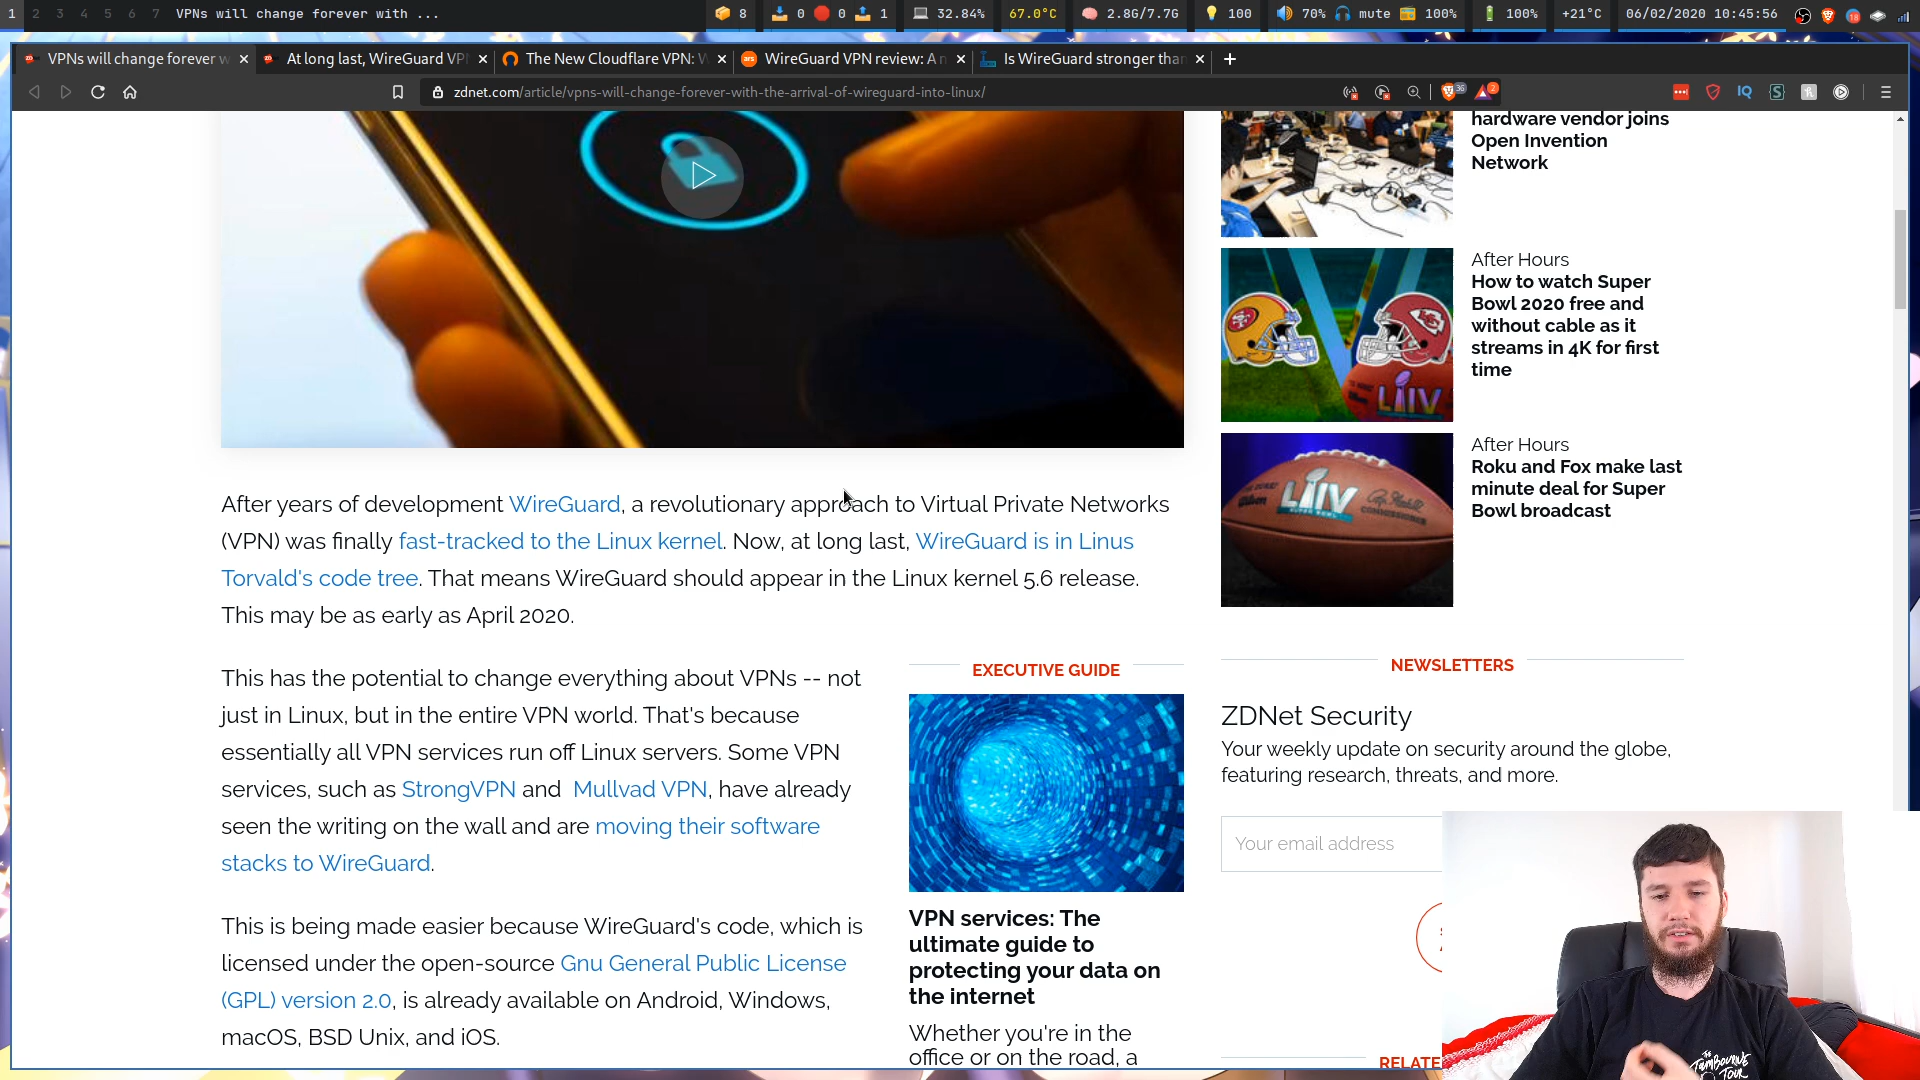 1 2 3 4 5 6 7 VPNs will change forever with ... 8 0 0 1 32.84% 67.0°C 2.8G/7.7G 100 70% mute 100% 100% +21°C 06/02/2020 10:45:56
VPNs will change forever w At long last, WireGuard VP The New Cloudflare VPN: W WireGuard VPN review: A n Is WireGuard stronger than
zdnet.com/article/vpns-will-change-forever-with-the-arrival-of-wireguard-into-linux/ 36 2
hardware vendor joins
Open Invention
Network
After Hours
How to watch Super
Bowl 2020 free and
without cable as it
streams in 4K for first
time
After Hours
Roku and Fox make last
minute deal for Super
Bowl broadcast
After years of development WireGuard, a revolutionary approach to Virtual Private Networks
(VPN) was finally fast-tracked to the Linux kernel. Now, at long last, WireGuard is in Linus
Torvald's code tree. That means WireGuard should appear in the Linux kernel 5.6 release.
This may be as early as April 2020.
This has the potential to change everything about VPNs -- not
just in Linux, but in the entire VPN world. That's because
essentially all VPN services run off Linux servers. Some VPN
services, such as StrongVPN and Mullvad VPN, have already
seen the writing on the wall and are moving their software
stacks to WireGuard.
This is being made easier because WireGuard's code, which is
licensed under the open-source Gnu General Public License
(GPL) version 2.0, is already available on Android, Windows,
macOS, BSD Unix, and iOS.
EXECUTIVE GUIDE
VPN services: The
ultimate guide to
protecting your data on
the internet
Whether you're in the
office or on the road, a
NEWSLETTERS
ZDNet Security
Your weekly update on security around the globe,
featuring research, threats, and more.
Your email address
RELATE
LIV
LIV
SUPER BOWL
THE
TAMBOURINE
TOUR